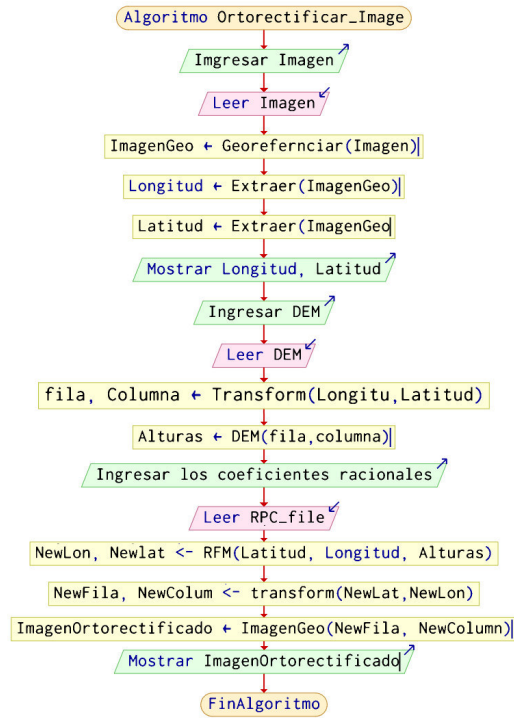 Algoritmo Ortorectificar_Image
Imgresar Imagen
Leer Imagen
ImagenGeo ← Georefernciar(Imagen)
Longitud ← Extraer(ImagenGeo)
Latitud ← Extraer(ImagenGeo
Mostrar Longitud, Latitud
Ingresar DEM
Leer DEM
fila, Columna ← Transform(Longitu,Latitud)
Alturas ← DEM(fila,columna)
Ingresar los coeficientes racionales
Leer RPC_file
NewLon, Newlat <- RFM(Latitud, Longitud, Alturas)
NewFila, NewColum <- transform(NewLat,NewLon)
ImagenOrtorectificado ← ImagenGeo(NewFila, NewColumn)
Mostrar ImagenOrtorectificado
FinAlgoritmo